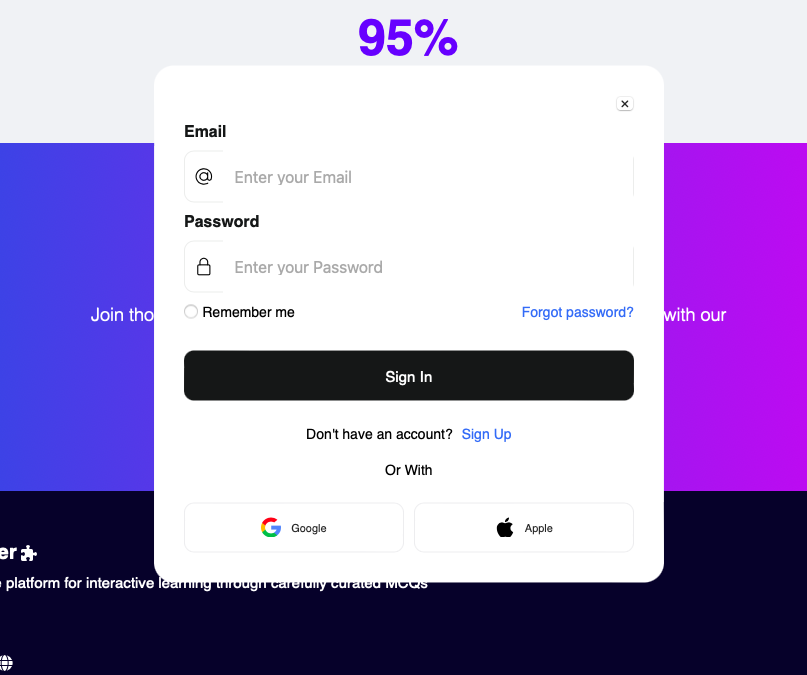 95%
Email
Enter your Email
Password
Enter your Password
Remember me Forgot password?
Join tho with our
Sign In
Don't have an account? Sign Up
Or With
Google Apple
er
platform for interactive learning through carefully curated MCQs